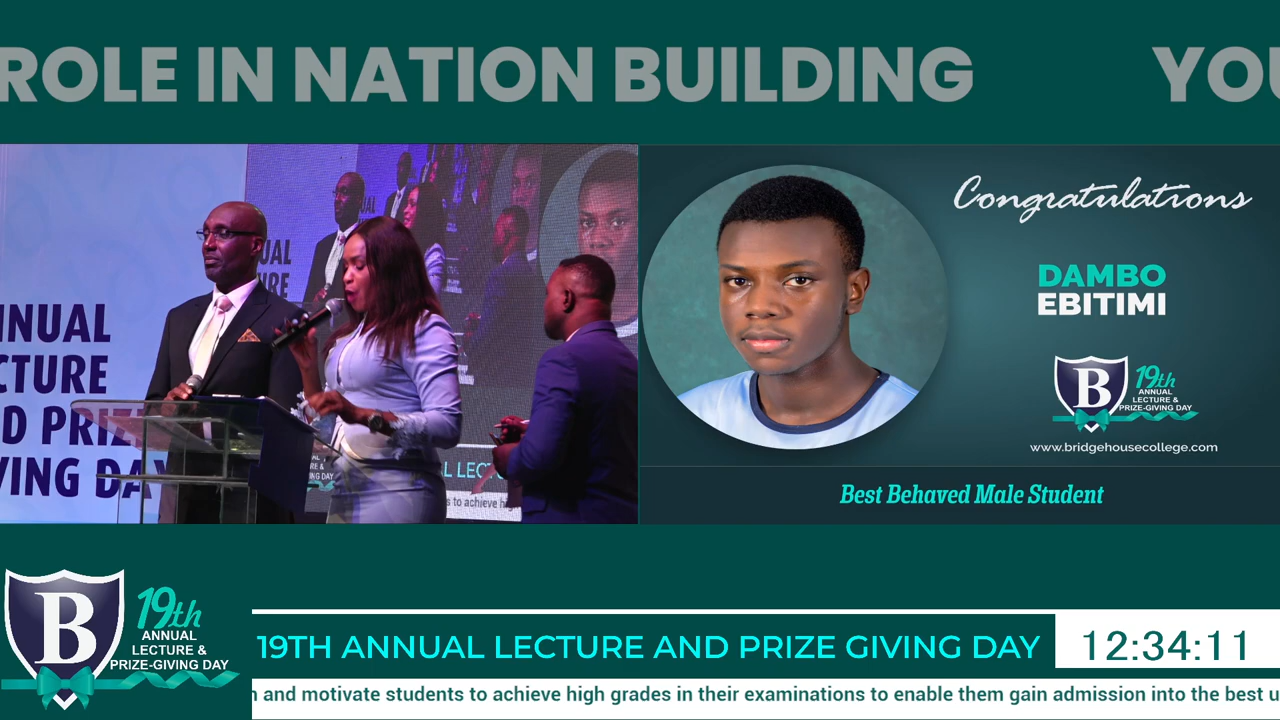 ROLE IN NATION BUILDING YOU
NNUAL
CTURE
D PRIZE
VING DAY
UAL
Congratulations
DAMBO
EBITIMI
B
19th
ANNUAL
LECTURE &
PRIZE-GIVING DAY
www.bridgehousecollege.com
Best Behaved Male Student
B
19th
ANNUAL
LECTURE &
PRIZE-GIVING DAY
19TH ANNUAL LECTURE AND PRIZE GIVING DAY
12:34:11
and motivate students to achieve high grades in their examinations to enable them gain admission into the best u